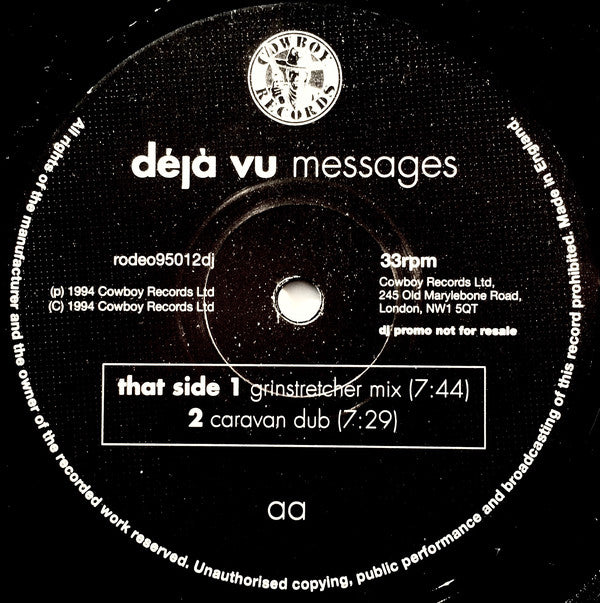 COWBOY RECORDS
déjà vu messages
rodeo95012dj
33rpm
(p) 1994 Cowboy Records Ltd
(C) 1994 Cowboy Records Ltd
Cowboy Records Ltd,
245 Old Marylebone Road,
London, NW1 5QT
dj promo not for resale
that side 1 grinstretcher mix (7:44)
2 caravan dub (7:29)
aa
All rights of the manufacturer and the owner of the recorded work reserved. Unauthorised copying, public performance and broadcasting of this record prohibited. Made in England.